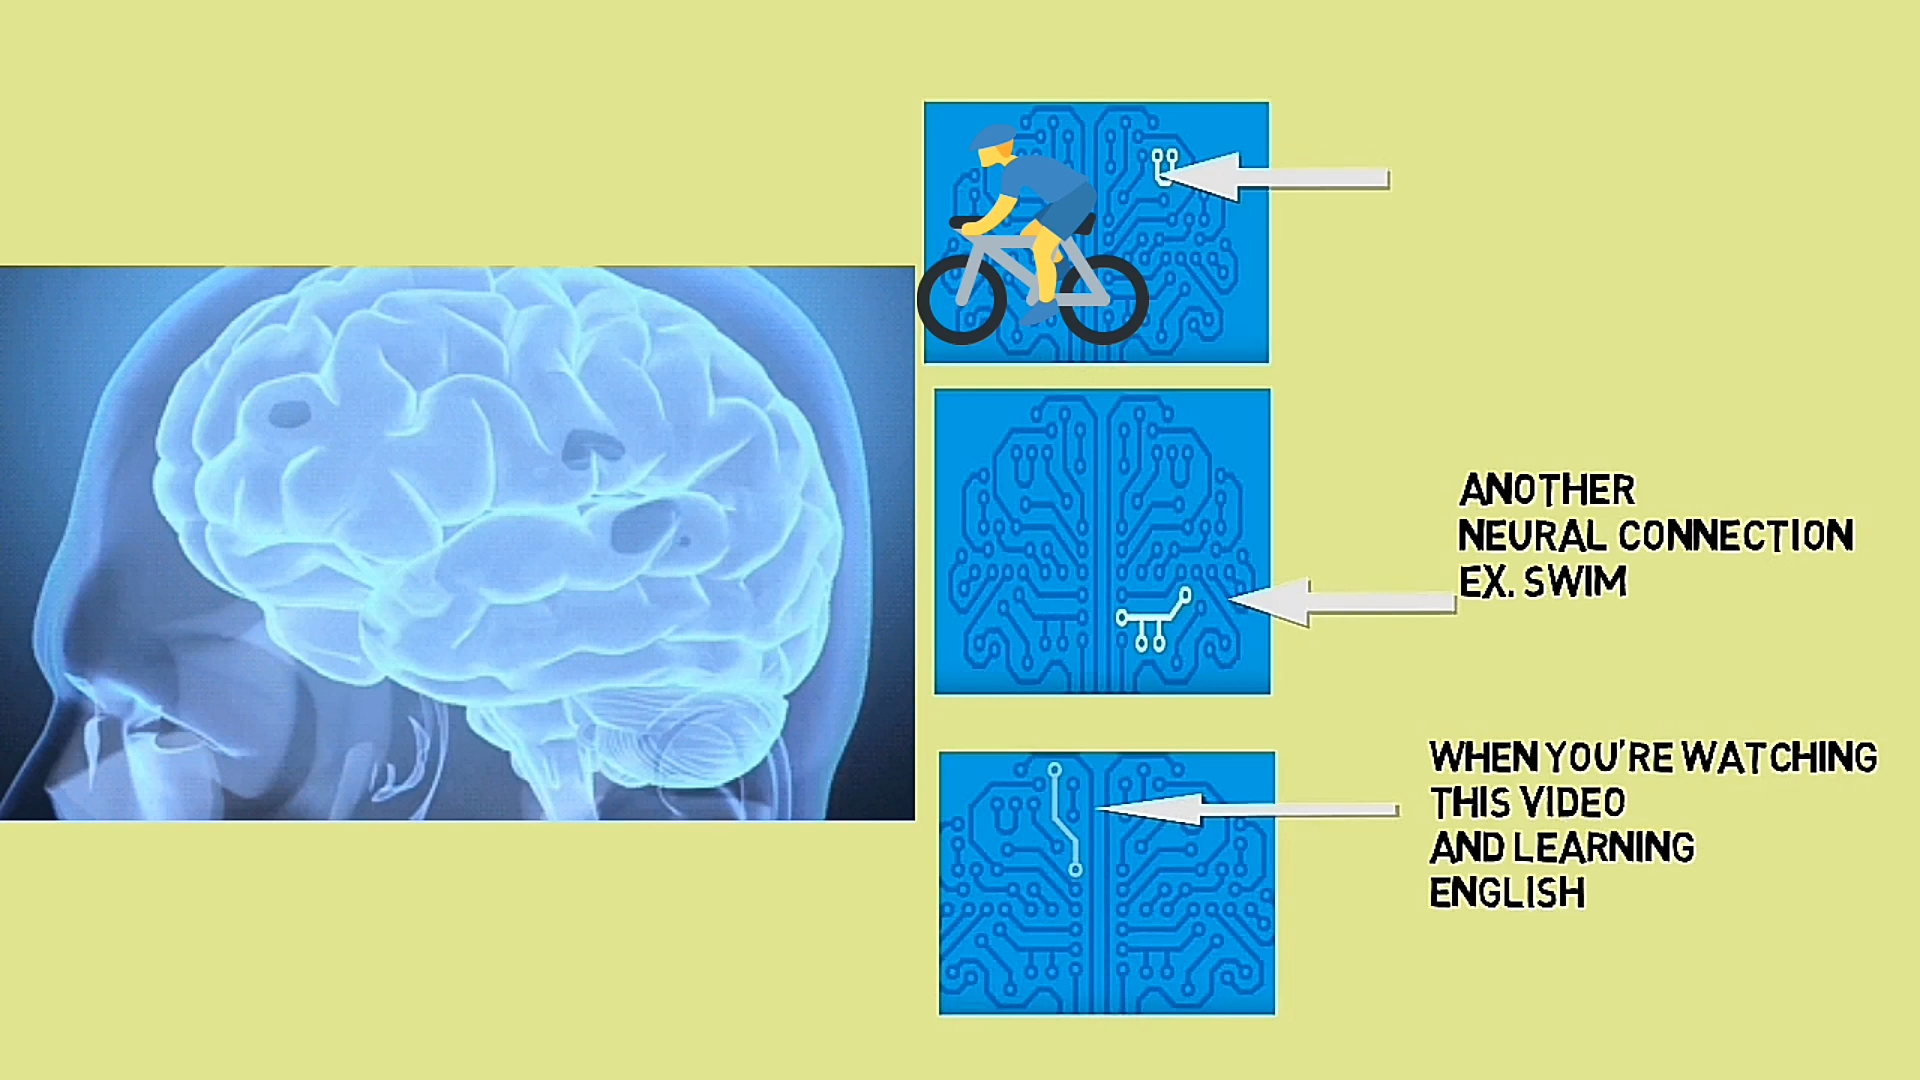 ANOTHER
NEURAL CONNECTION
EX. SWIM
WHEN YOU'RE WATCHING
THIS VIDEO
AND LEARNING
ENGLISH